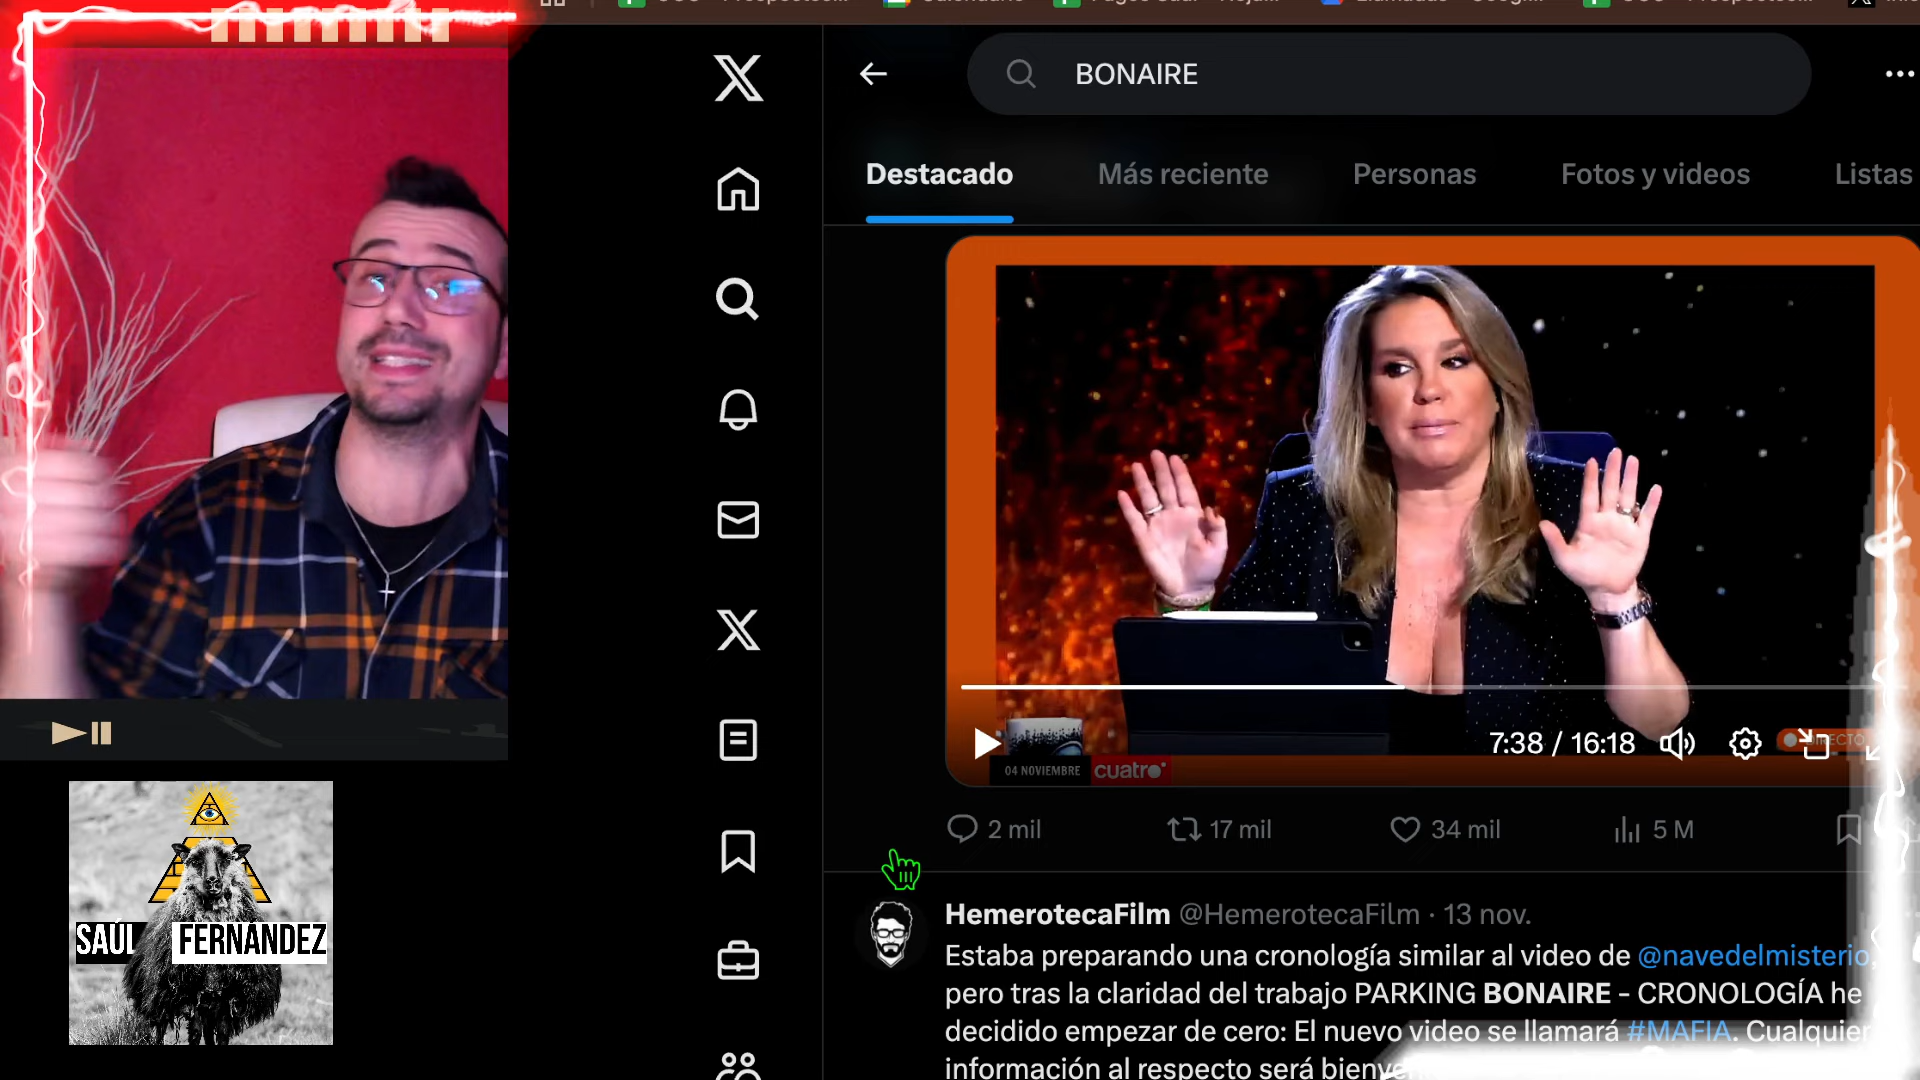 BONAIRE
Destacado
Más reciente
Personas
Fotos y videos
Listas
7:38 / 16:18
04 NOVIEMBRE
cuatro
2 mil
17 mil
34 mil
5 M
SAÚL FERNÁNDEZ
HemerotecaFilm @HemerotecaFilm · 13 nov.
Estaba preparando una cronología similar al video de @navedelmisterio,
pero tras la claridad del trabajo PARKING BONAIRE - CRONOLOGÍA he
decidido empezar de cero: El nuevo video se llamará #MAFIA. Cualquier
información al respecto será